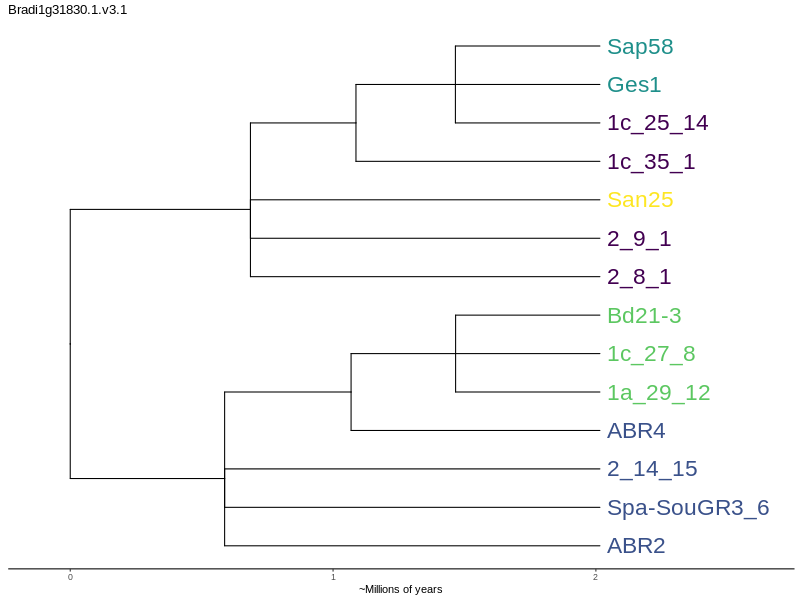 Bradi1g31830.1.v3.1
Sap58
Ges1
1c_25_14
1c_35_1
San25
2_9_1
2_8_1
Bd21-3
1c_27_8
1a_29_12
ABR4
2_14_15
Spa-SouGR3_6
ABR2
0 1 2
~Millions of years